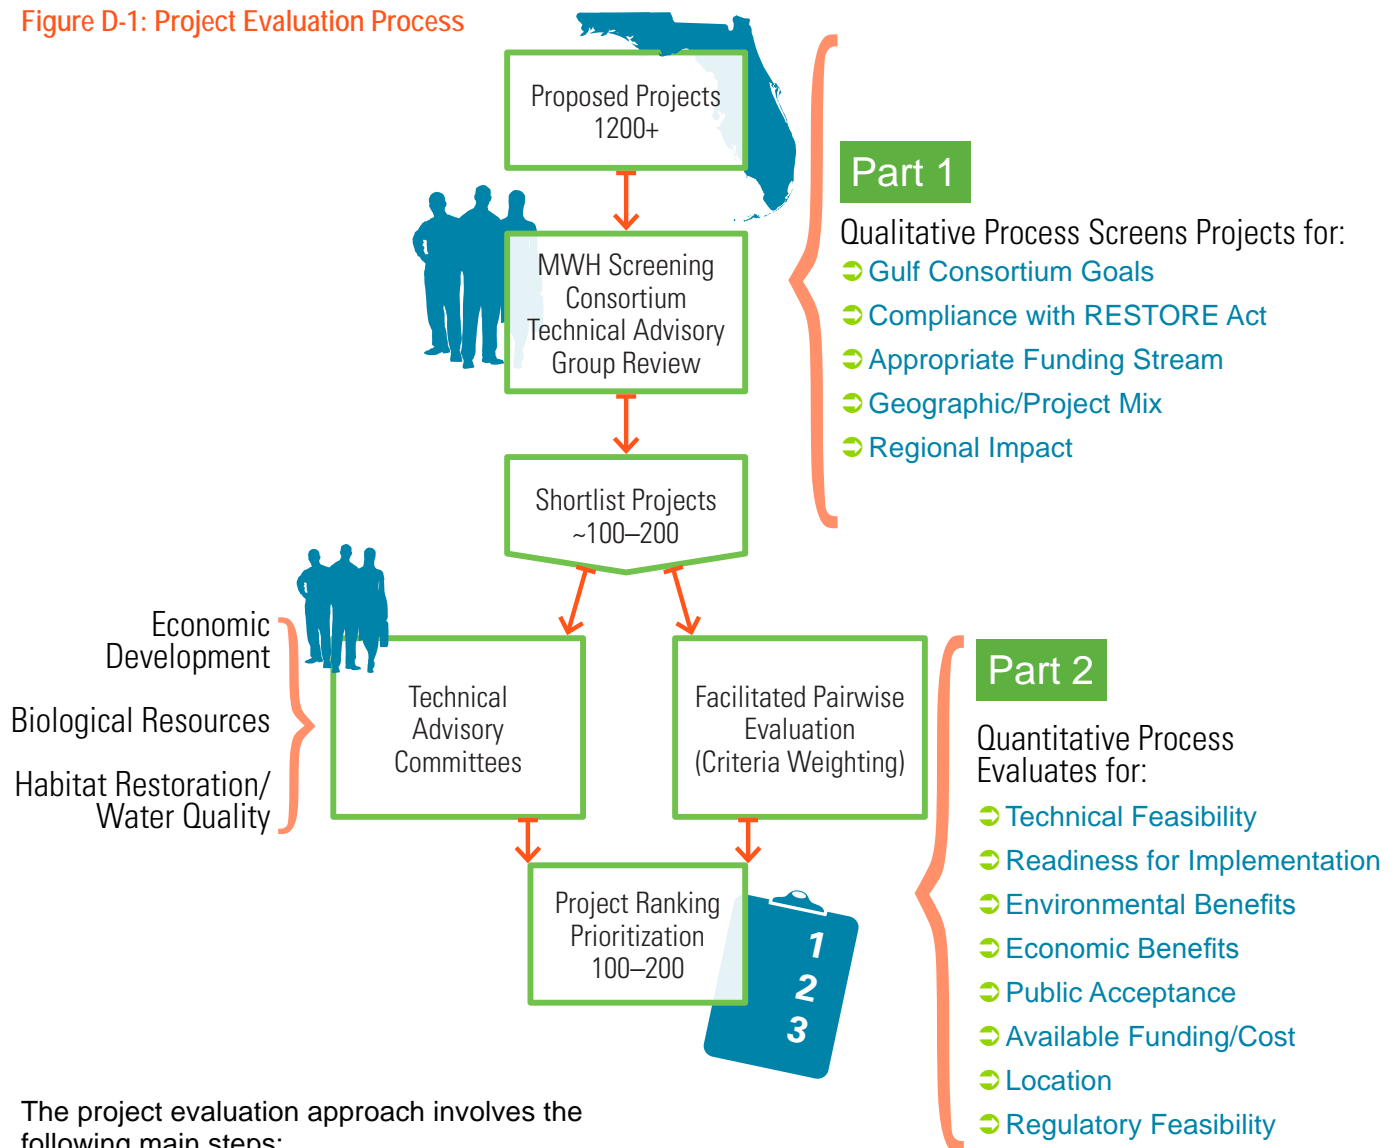 Figure D-1: Project Evaluation Process
Proposed Projects
1200+
MWH Screening
Consortium
Technical Advisory
Group Review
Shortlist Projects
~100–200
Part 1
Qualitative Process Screens Projects for:
Gulf Consortium Goals
Compliance with RESTORE Act
Appropriate Funding Stream
Geographic/Project Mix
Regional Impact
Economic
Development
Biological Resources
Habitat Restoration/
Water Quality
Technical
Advisory
Committees
Facilitated Pairwise
Evaluation
(Criteria Weighting)
Project Ranking
Prioritization
100–200
1
2
3
Part 2
Quantitative Process
Evaluates for:
Technical Feasibility
Readiness for Implementation
Environmental Benefits
Economic Benefits
Public Acceptance
Available Funding/Cost
Location
Regulatory Feasibility
The project evaluation approach involves the
following main steps: